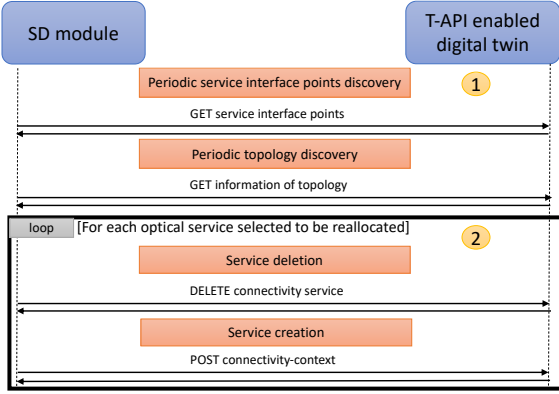 SD module
T-API enabled
digital twin
Periodic service interface points discovery
1
GET service interface points
Periodic topology discovery
GET information of topology
loop [For each optical service selected to be reallocated]
2
Service deletion
DELETE connectivity service
Service creation
POST connectivity-context